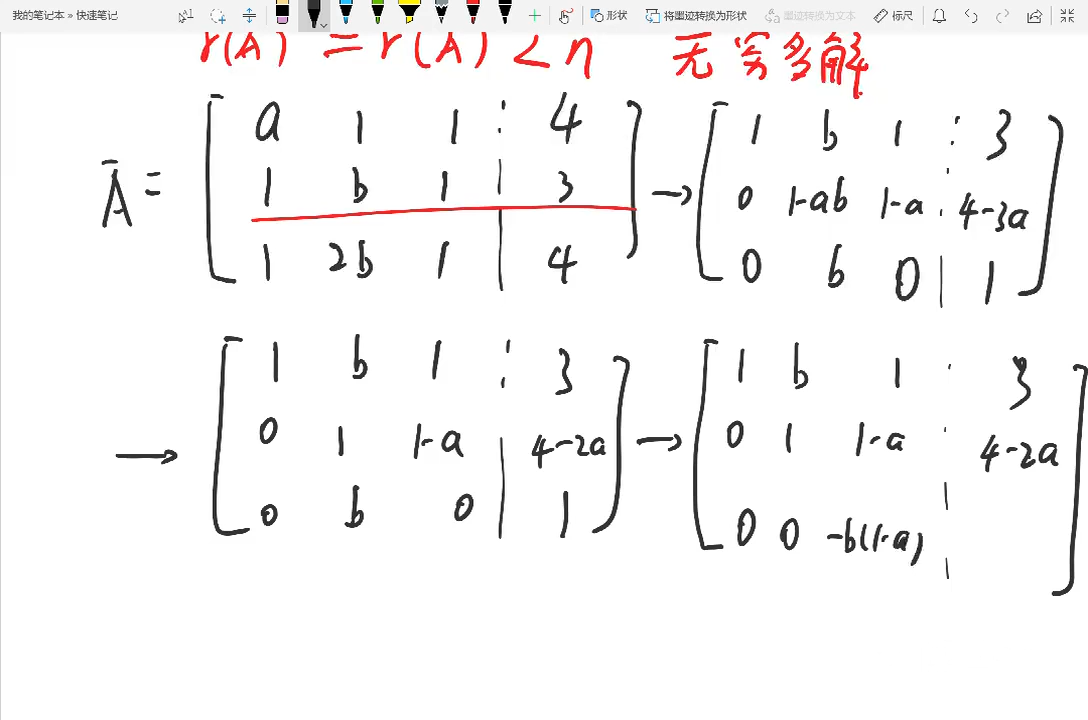 我的笔记本 » 快速笔记 形状 将墨迹转换为形状 墨迹转换为文本 标尺
r(A) = r(A) < n 无穷多解
a 1 1 4
1 b 1 3
Ā =
1 2b 1 4
→
1 b 1 3
0 1-ab 1-a 4-3a
0 b 0 1
→
1 b 1 3
0 1 1-a 4-2a
0 b 0 1
→
1 b 1 3
0 1 1-a 4-2a
0 0 -b(1-a)